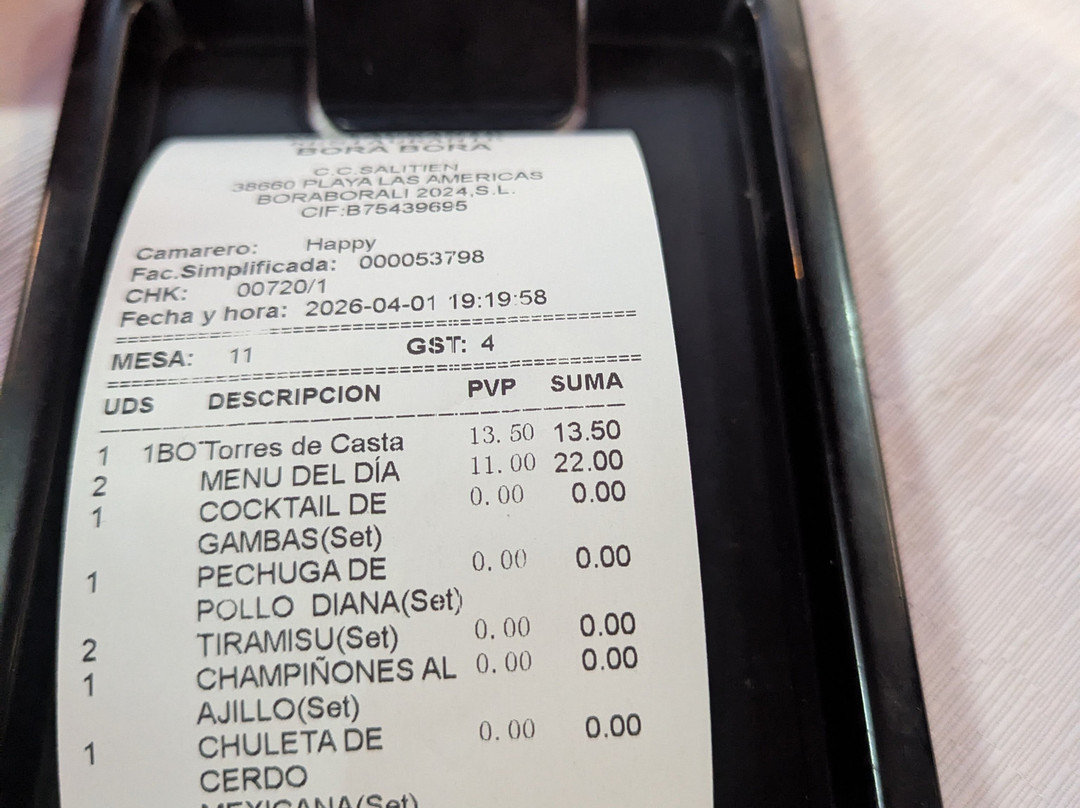 RESTAURANTE
BORA BORA
C.C.SALITIEN
38660 PLAYA LAS AMERICAS
BORABORALI 2024,S.L.
CIF:B75439695
Camarero: Happy
Fac.Simplificada: 000053798
CHK: 00720/1
Fecha y hora: 2026-04-01 19:19:58
MESA: 11 GST: 4
UDS DESCRIPCION PVP SUMA
1 1BO Torres de Casta 13.50 13.50
2 MENU DEL DÍA 11.00 22.00
1 COCKTAIL DE 0.00 0.00
GAMBAS(Set)
1 PECHUGA DE 0.00 0.00
POLLO DIANA(Set)
2 TIRAMISU(Set) 0.00 0.00
1 CHAMPIÑONES AL 0.00 0.00
AJILLO(Set)
1 CHULETA DE 0.00 0.00
CERDO
MEXICANA(Set)